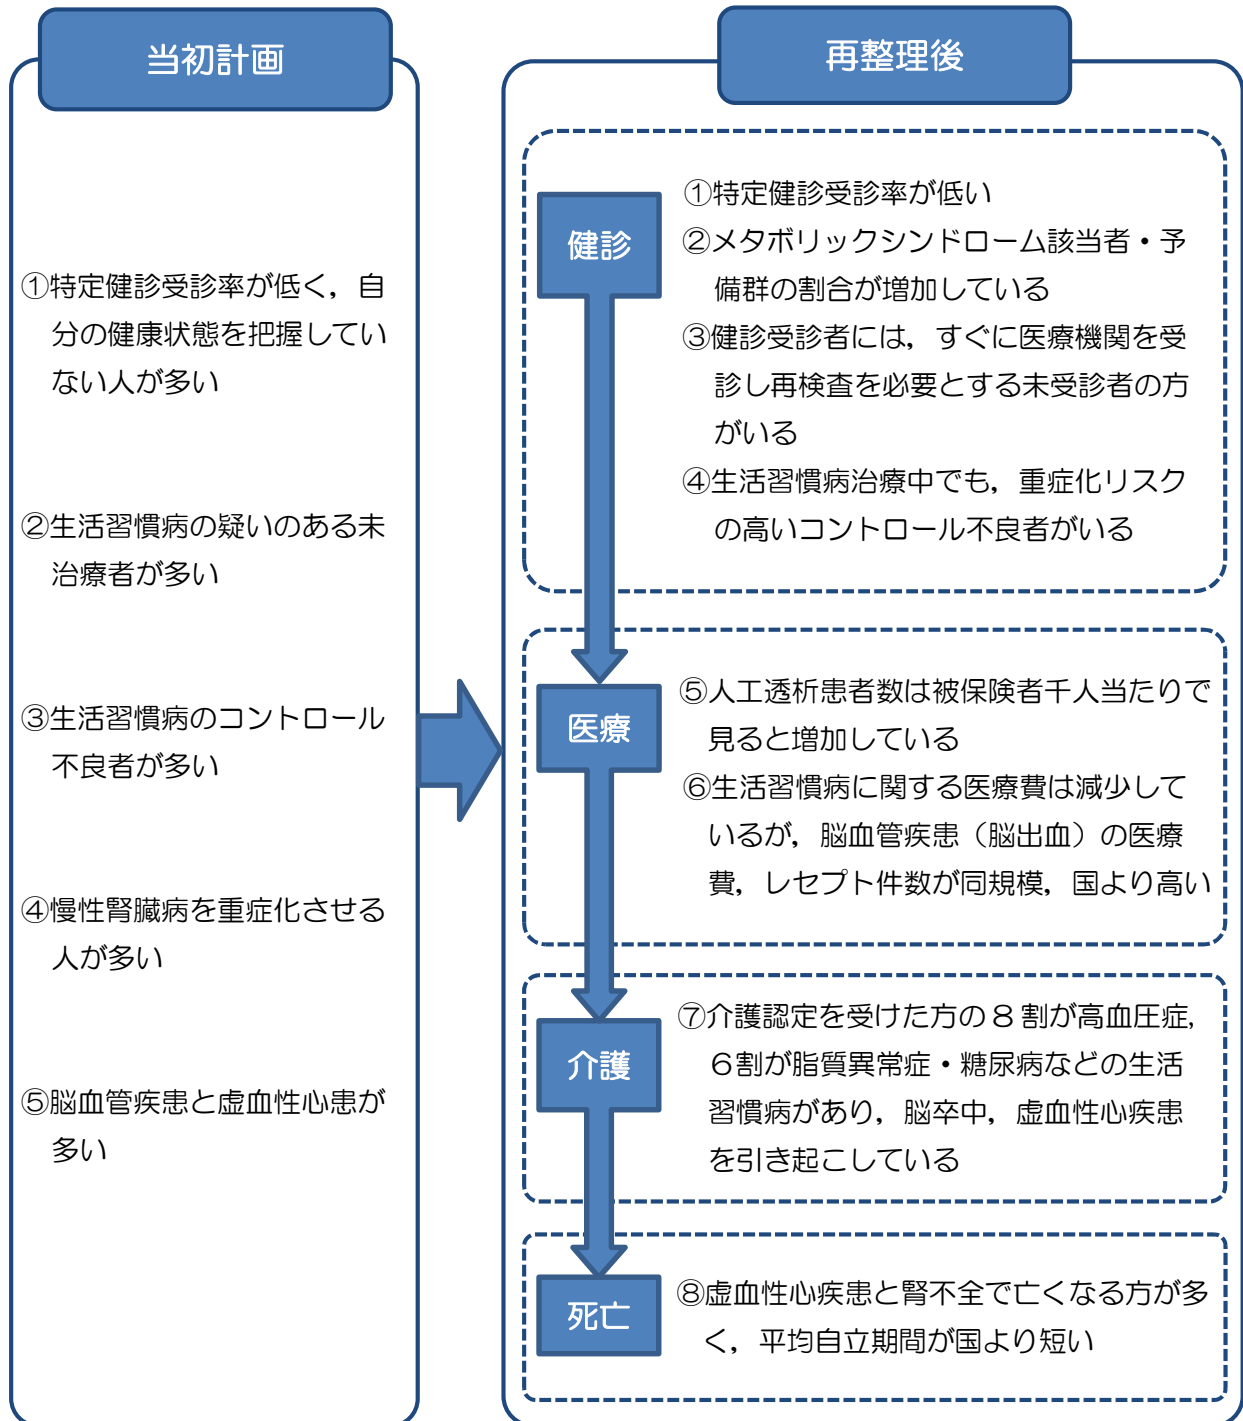 当初計画
①特定健診受診率が低く，自
分の健康状態を把握してい
ない人が多い
②生活習慣病の疑いのある未
治療者が多い
③生活習慣病のコントロール
不良者が多い
④慢性腎臓病を重症化させる
人が多い
⑤脳血管疾患と虚血性心患が
多い
再整理後
健診
①特定健診受診率が低い
②メタボリックシンドローム該当者・予
備群の割合が増加している
③健診受診者には，すぐに医療機関を受
診し再検査を必要とする未受診者の方
がいる
④生活習慣病治療中でも，重症化リスク
の高いコントロール不良者がいる
医療
⑤人工透析患者数は被保険者千人当たりで
見ると増加している
⑥生活習慣病に関する医療費は減少して
いるが，脳血管疾患（脳出血）の医療
費，レセプト件数が同規模，国より高い
介護
⑦介護認定を受けた方の８割が高血圧症，
６割が脂質異常症・糖尿病などの生活
習慣病があり，脳卒中，虚血性心疾患
を引き起こしている
死亡
⑧虚血性心疾患と腎不全で亡くなる方が多
く，平均自立期間が国より短い